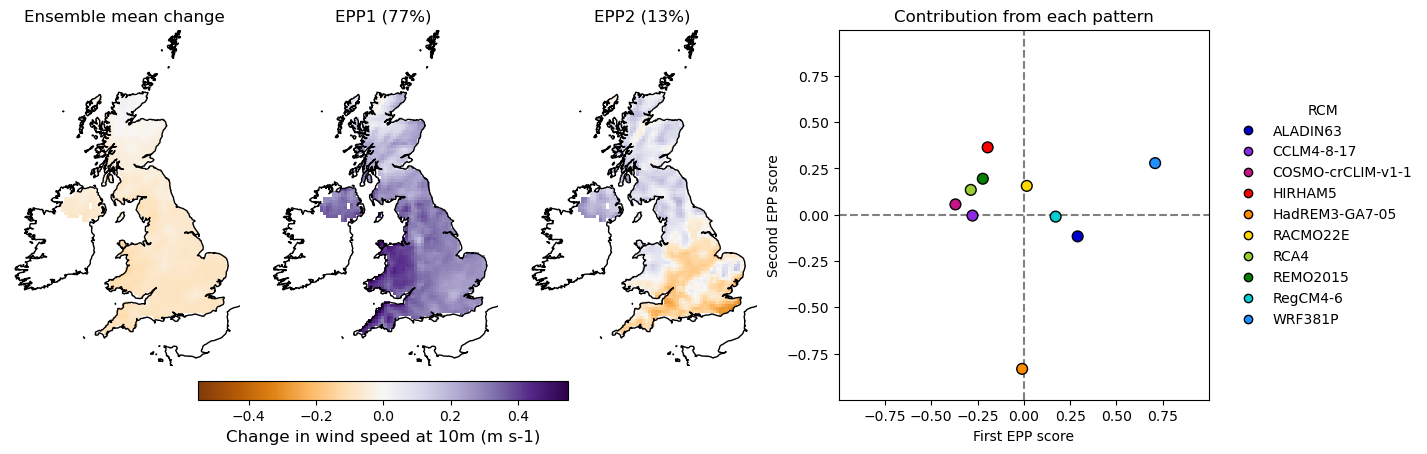 Ensemble mean change
EPP1 (77%)
EPP2 (13%)
−0.4
−0.2
0.0
0.2
0.4
Change in wind speed at 10m (m s-1)
Contribution from each pattern
Second EPP score
0.75
0.50
0.25
0.00
−0.25
−0.50
−0.75
−0.75
−0.50
−0.25
0.00
0.25
0.50
0.75
First EPP score
RCM
ALADIN63
CCLM4-8-17
COSMO-crCLIM-v1-1
HIRHAM5
HadREM3-GA7-05
RACMO22E
RCA4
REMO2015
RegCM4-6
WRF381P